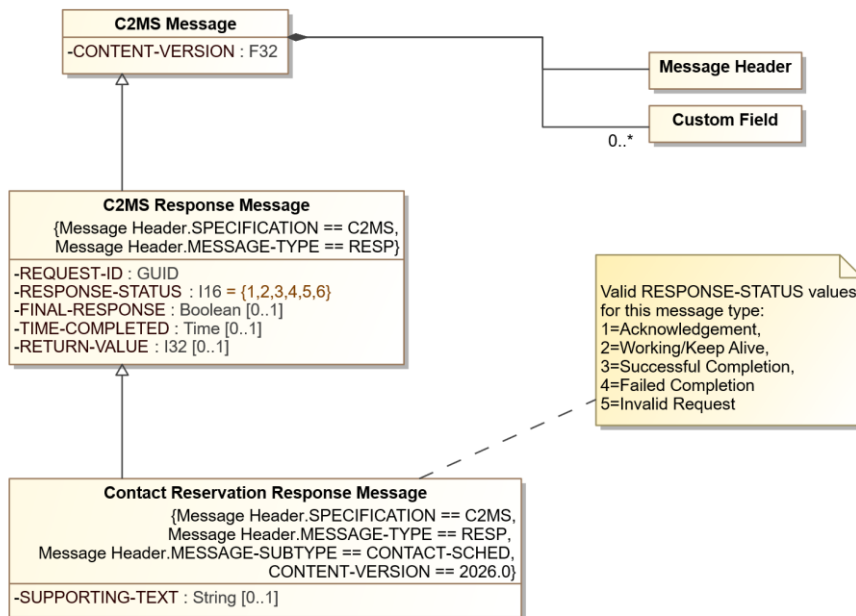 C2MS Message
-CONTENT-VERSION : F32
Message Header
Custom Field
0..*
C2MS Response Message
{Message Header.SPECIFICATION == C2MS,
Message Header.MESSAGE-TYPE == RESP}
-REQUEST-ID : GUID
-RESPONSE-STATUS : I16 = {1,2,3,4,5,6}
-FINAL-RESPONSE : Boolean [0..1]
-TIME-COMPLETED : Time [0..1]
-RETURN-VALUE : I32 [0..1]
Valid RESPONSE-STATUS values
for this message type:
1=Acknowledgement,
2=Working/Keep Alive,
3=Successful Completion,
4=Failed Completion
5=Invalid Request
Contact Reservation Response Message
{Message Header.SPECIFICATION == C2MS,
Message Header.MESSAGE-TYPE == RESP,
Message Header.MESSAGE-SUBTYPE == CONTACT-SCHED,
CONTENT-VERSION == 2026.0}
-SUPPORTING-TEXT : String [0..1]